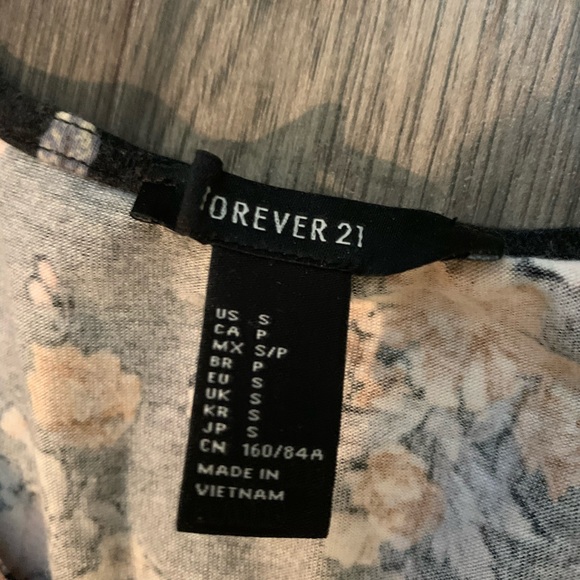 FOREVER 21
US S
CA P
MX S/P
BR P
EU S
UK S
KR S
JP S
CN 160/84A
MADE IN
VIETNAM